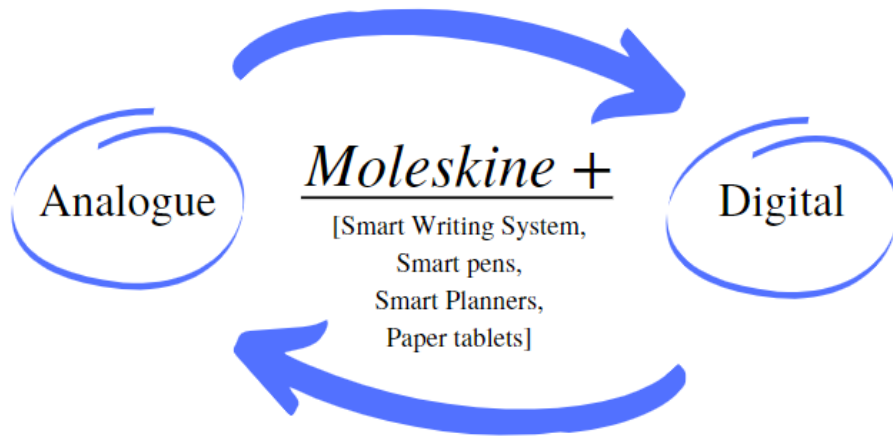 Analogue
Moleskine +
[Smart Writing System,
Smart pens,
Smart Planners,
Paper tablets]
Digital